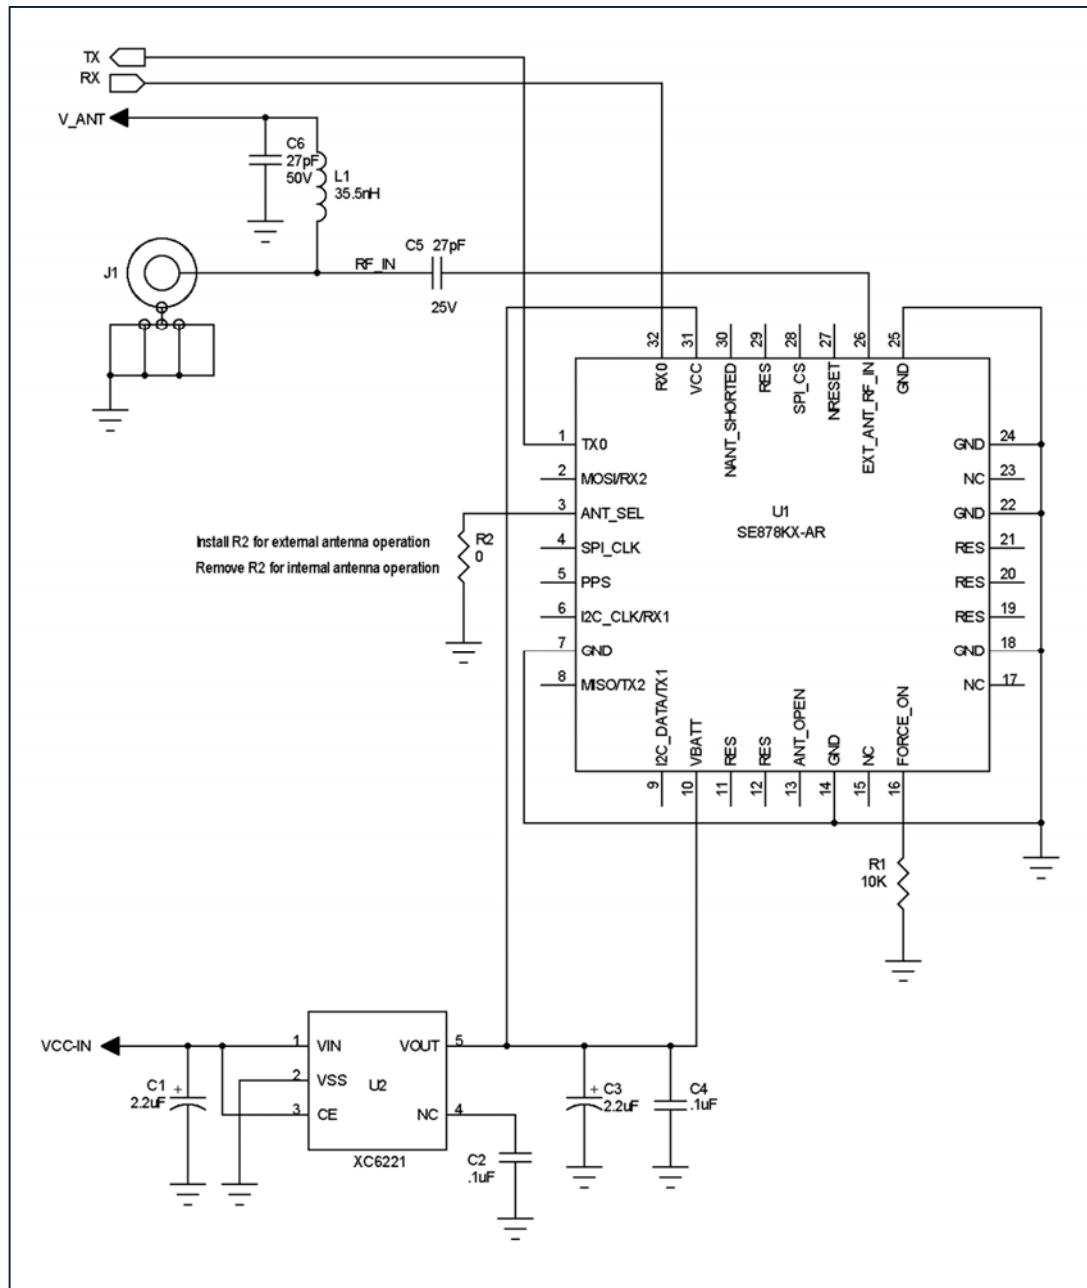 TX
RX
V_ANT
C6
27pF
50V
L1
35.5nH
J1
RF_IN
C5 27pF
25V
32 31 30 29 28 27 26 25
RX0
VCC
NANT_SHORTED
RES
SPI_CS
NRESET
EXT_ANT_RF_IN
GND
1 TX0
2 MOSI/RX2
3 ANT_SEL
4 SPI_CLK
5 PPS
6 I2C_CLK/RX1
7 GND
8 MISO/TX2
U1
SE878KX-AR
GND 24
NC 23
GND 22
RES 21
RES 20
RES 19
GND 18
NC 17
R2
0
Install R2 for external antenna operation
Remove R2 for internal antenna operation
I2C_DATA/TX1
VBATT
RES
RES
ANT_OPEN
GND
NC
FORCE_ON
9 10 11 12 13 14 15 16
R1
10K
VCC-IN
C1
+
2.2uF
1 VIN
2 VSS
3 CE
U2
VOUT 5
NC 4
XC6221
C2
.1uF
+ C3
2.2uF
C4
.1uF